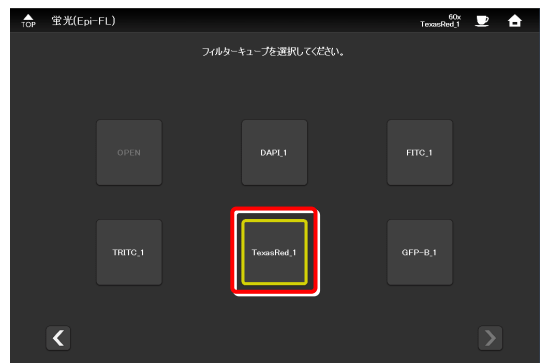 TOP
蛍光(Epi-FL)
60x
TexasRed_1
フィルターキューブを選択してください。
OPEN
DAPI_1
FITC_1
TRITC_1
TexasRed_1
GFP-B_1